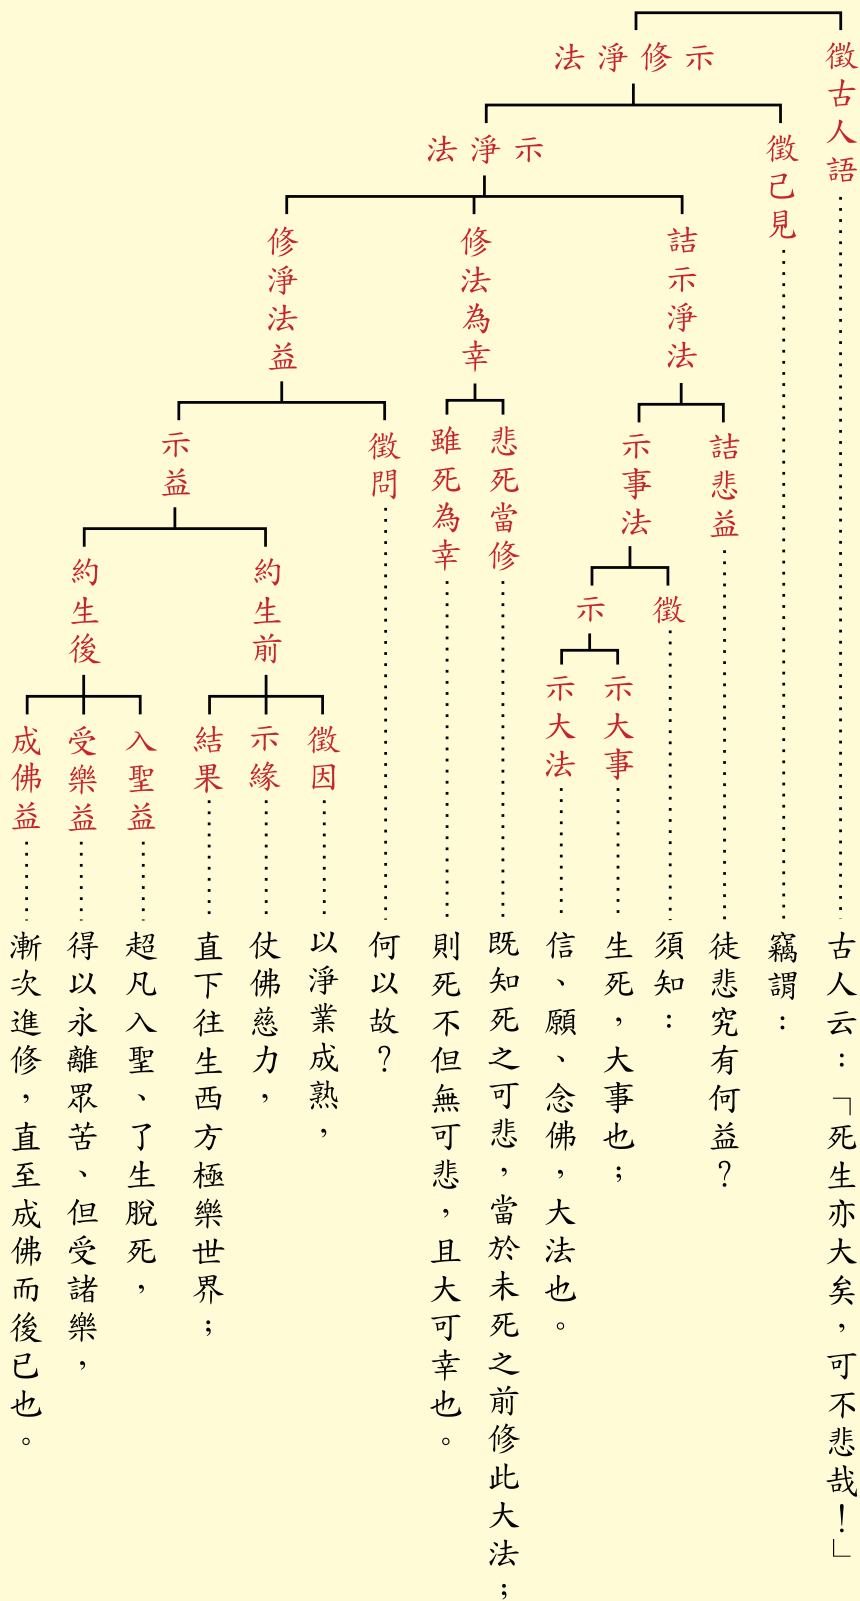 徵古人語
古人云：「死生亦大矣，可不悲哉！」
示修淨法
徵己見
竊謂：
示淨法
詰示淨法
詰悲益
徒悲究有何益？
示事法
徵
須知：
示
示大事
生死，大事也；
示大法
信、願、念佛，大法也。
修法為幸
悲死當修
既知死之可悲，當於未死之前修此大法；
雖死為幸
則死不但無可悲，且大可幸也。
修淨法益
徵問
何以故？
示益
約生前
徵因
以淨業成熟，
示緣
仗佛慈力，
結果
直下往生西方極樂世界；
約生後
入聖益
超凡入聖、了生脫死，
受樂益
得以永離眾苦、但受諸樂，
成佛益
漸次進修，直至成佛而後已也。